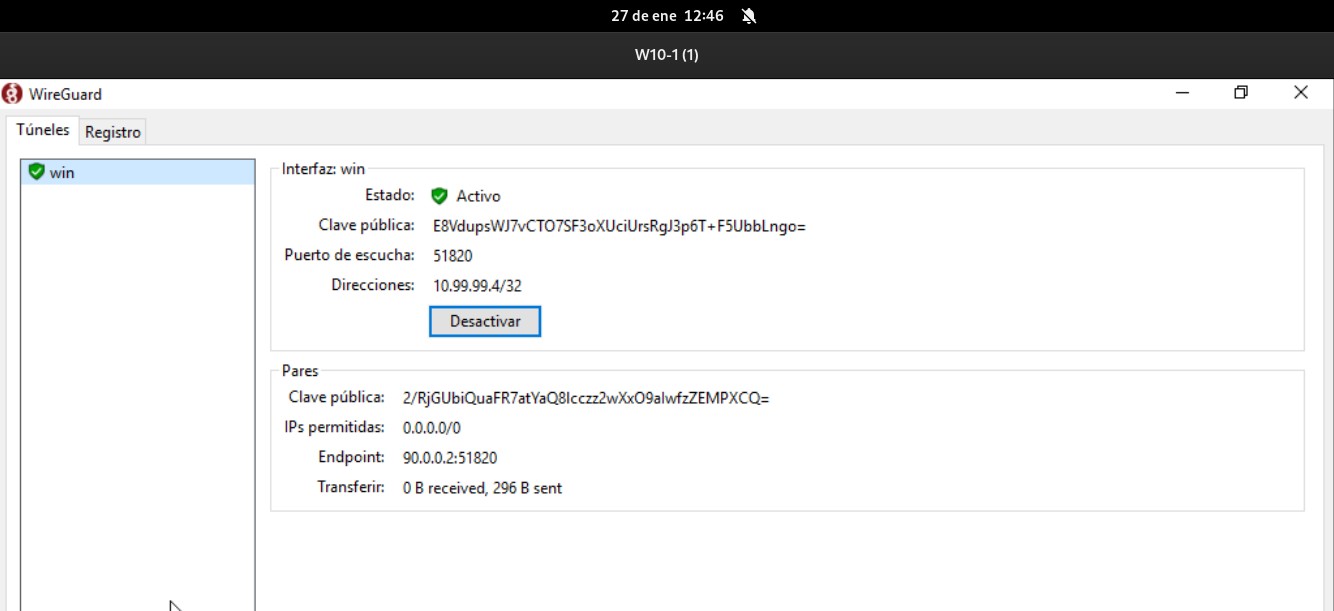 27 de ene 12:46
W10-1 (1)
WireGuard
Túneles Registro
win
Interfaz: win
Estado: Activo
Clave pública: E8VdupsWJ7vCTO7SF3oXUciUrsRgJ3p6T+F5UbbLngo=
Puerto de escucha: 51820
Direcciones: 10.99.99.4/32
Desactivar
Pares
Clave pública: 2/RjGUbiQuaFR7atYaQ8Icczz2wXxO9alwfzZEMPXCQ=
IPs permitidas: 0.0.0.0/0
Endpoint: 90.0.0.2:51820
Transferir: 0 B received, 296 B sent